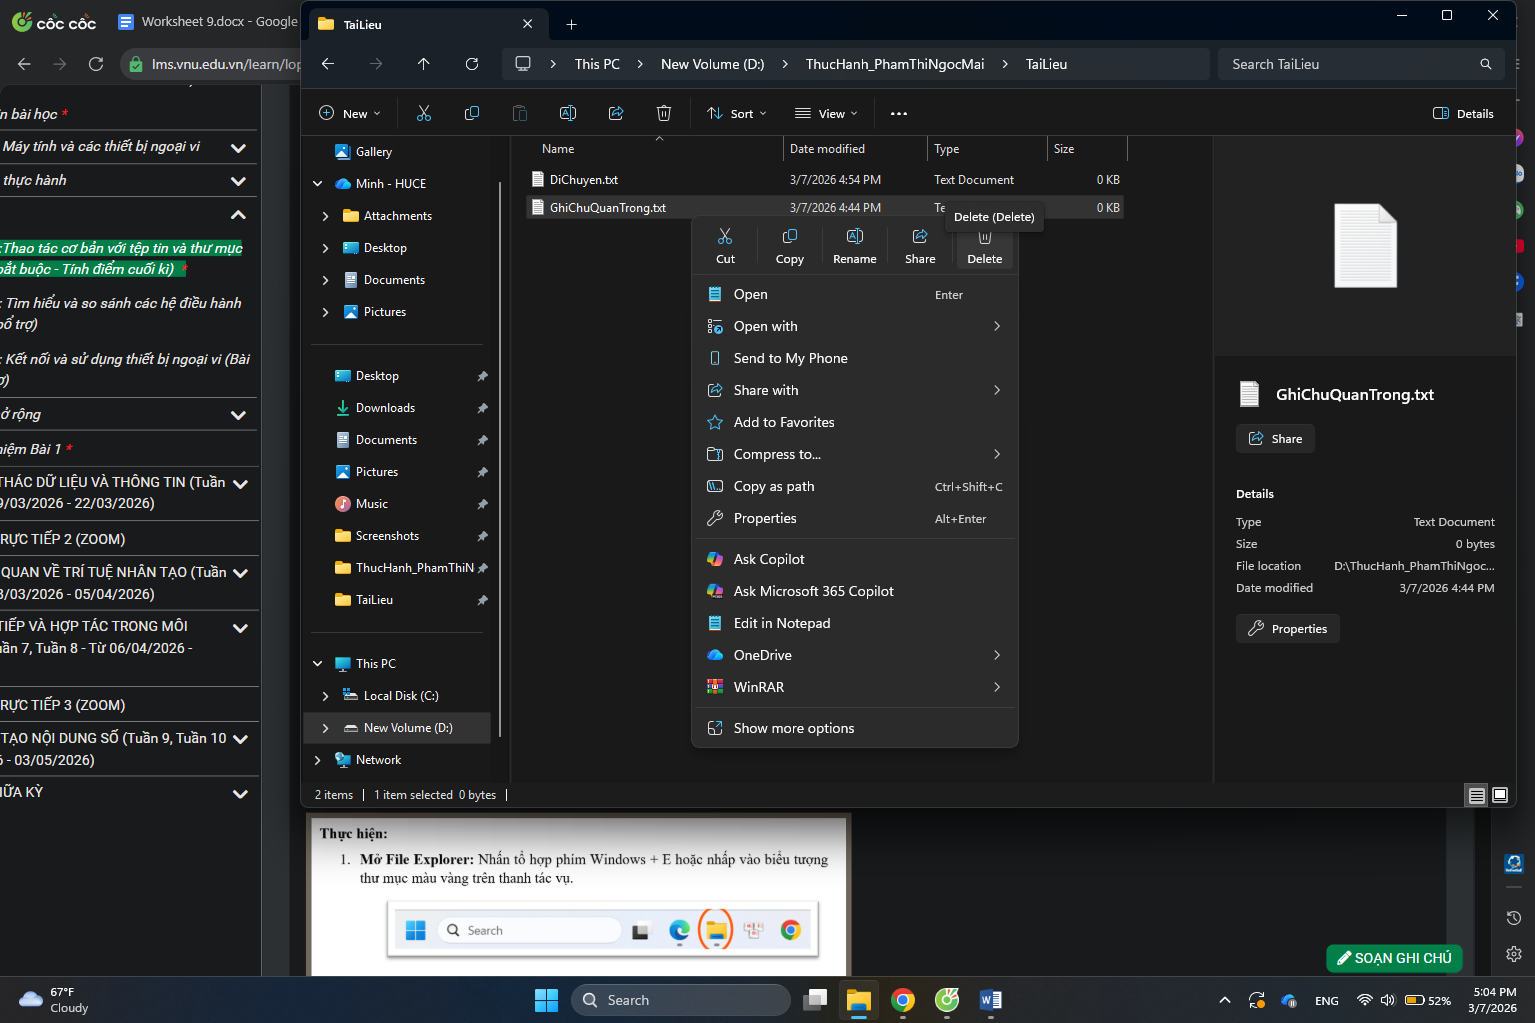 cốc cốc
Worksheet 9.docx - Google
TaiLieu
lms.vnu.edu.vn/learn/lop
This PC
New Volume (D:)
ThucHanh_PhamThiNgocMai
TaiLieu
Search TaiLieu
New
Sort
View
Details
n bài học *
Máy tính và các thiết bị ngoại vi
thực hành
:Thao tác cơ bản với tệp tin và thư mục
bắt buộc - Tính điểm cuối kì) *
: Tìm hiểu và so sánh các hệ điều hành
bổ trợ)
: Kết nối và sử dụng thiết bị ngoại vi (Bài
ợ)
ở rộng
hiệm Bài 1 *
THÁC DỮ LIỆU VÀ THÔNG TIN (Tuần
9/03/2026 - 22/03/2026)
RỰC TIẾP 2 (ZOOM)
QUAN VỀ TRÍ TUỆ NHÂN TẠO (Tuần
3/03/2026 - 05/04/2026)
TIẾP VÀ HỢP TÁC TRONG MÔI
uần 7, Tuần 8 - Từ 06/04/2026 -
RỰC TIẾP 3 (ZOOM)
TẠO NỘI DUNG SỐ (Tuần 9, Tuần 10
6 - 03/05/2026)
IỮA KỲ
Gallery
Minh - HUCE
Attachments
Desktop
Documents
Pictures
Desktop
Downloads
Documents
Pictures
Music
Screenshots
ThucHanh_PhamThiN
TaiLieu
This PC
Local Disk (C:)
New Volume (D:)
Network
Name
Date modified
Type
Size
DiChuyen.txt
3/7/2026 4:54 PM
Text Document
0 KB
GhiChuQuanTrong.txt
3/7/2026 4:44 PM
Te
0 KB
Delete (Delete)
Cut
Copy
Rename
Share
Delete
Open
Enter
Open with
Send to My Phone
Share with
Add to Favorites
Compress to...
Copy as path
Ctrl+Shift+C
Properties
Alt+Enter
Ask Copilot
Ask Microsoft 365 Copilot
Edit in Notepad
OneDrive
WinRAR
Show more options
GhiChuQuanTrong.txt
Share
Details
Type
Text Document
Size
0 bytes
File location
D:\ThucHanh_PhamThiNgoc...
Date modified
3/7/2026 4:44 PM
Properties
2 items
1 item selected 0 bytes
Thực hiện:
1. Mở File Explorer: Nhấn tổ hợp phím Windows + E hoặc nhấp vào biểu tượng
thư mục màu vàng trên thanh tác vụ.
Search
SOẠN GHI CHÚ
67°F
Cloudy
Search
ENG
52%
5:04 PM
3/7/2026